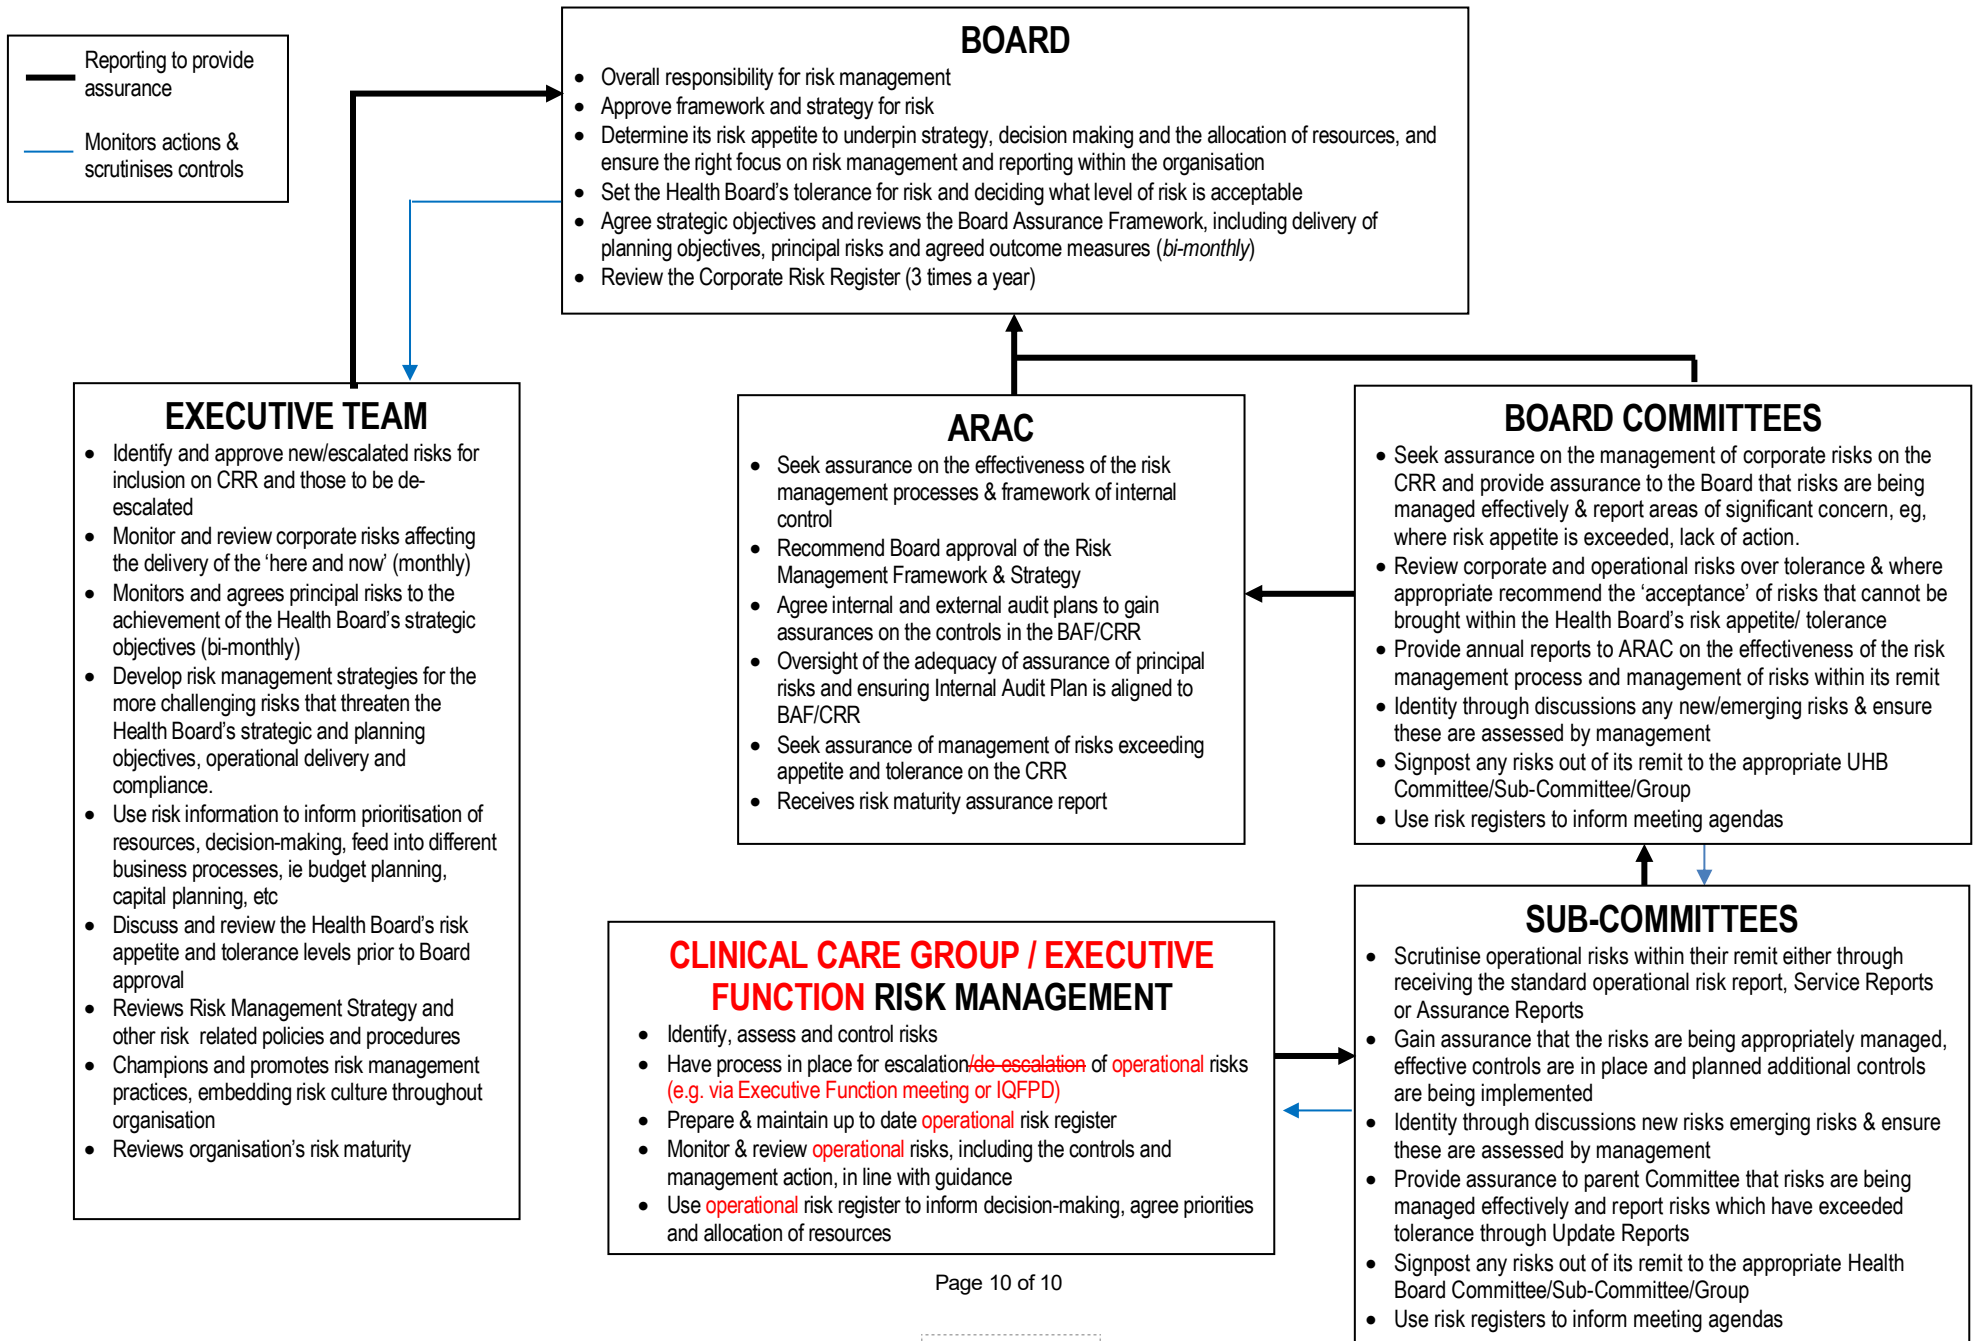 Reporting to provide
assurance
Monitors actions &
scrutinises controls
BOARD
• Overall responsibility for risk management
• Approve framework and strategy for risk
• Determine its risk appetite to underpin strategy, decision making and the allocation of resources, and
ensure the right focus on risk management and reporting within the organisation
• Set the Health Board’s tolerance for risk and deciding what level of risk is acceptable
• Agree strategic objectives and reviews the Board Assurance Framework, including delivery of
planning objectives, principal risks and agreed outcome measures (bi-monthly)
• Review the Corporate Risk Register (3 times a year)
EXECUTIVE TEAM
• Identify and approve new/escalated risks for
inclusion on CRR and those to be de-
escalated
• Monitor and review corporate risks affecting
the delivery of the ‘here and now’ (monthly)
• Monitors and agrees principal risks to the
achievement of the Health Board’s strategic
objectives (bi-monthly)
• Develop risk management strategies for the
more challenging risks that threaten the
Health Board’s strategic and planning
objectives, operational delivery and
compliance.
• Use risk information to inform prioritisation of
resources, decision-making, feed into different
business processes, ie budget planning,
capital planning, etc
• Discuss and review the Health Board’s risk
appetite and tolerance levels prior to Board
approval
• Reviews Risk Management Strategy and
other risk related policies and procedures
• Champions and promotes risk management
practices, embedding risk culture throughout
organisation
• Reviews organisation’s risk maturity
ARAC
• Seek assurance on the effectiveness of the risk
management processes & framework of internal
control
• Recommend Board approval of the Risk
Management Framework & Strategy
• Agree internal and external audit plans to gain
assurances on the controls in the BAF/CRR
• Oversight of the adequacy of assurance of principal
risks and ensuring Internal Audit Plan is aligned to
BAF/CRR
• Seek assurance of management of risks exceeding
appetite and tolerance on the CRR
• Receives risk maturity assurance report
BOARD COMMITTEES
• Seek assurance on the management of corporate risks on the
CRR and provide assurance to the Board that risks are being
managed effectively & report areas of significant concern, eg,
where risk appetite is exceeded, lack of action.
• Review corporate and operational risks over tolerance & where
appropriate recommend the ‘acceptance’ of risks that cannot be
brought within the Health Board’s risk appetite/ tolerance
• Provide annual reports to ARAC on the effectiveness of the risk
management process and management of risks within its remit
• Identity through discussions any new/emerging risks & ensure
these are assessed by management
• Signpost any risks out of its remit to the appropriate UHB
Committee/Sub-Committee/Group
• Use risk registers to inform meeting agendas
CLINICAL CARE GROUP / EXECUTIVE
FUNCTION RISK MANAGEMENT
• Identify, assess and control risks
• Have process in place for escalation/de-escalation of operational risks
(e.g. via Executive Function meeting or IQFPD)
• Prepare & maintain up to date operational risk register
• Monitor & review operational risks, including the controls and
management action, in line with guidance
• Use operational risk register to inform decision-making, agree priorities
and allocation of resources
SUB-COMMITTEES
• Scrutinise operational risks within their remit either through
receiving the standard operational risk report, Service Reports
or Assurance Reports
• Gain assurance that the risks are being appropriately managed,
effective controls are in place and planned additional controls
are being implemented
• Identity through discussions new risks emerging risks & ensure
these are assessed by management
• Provide assurance to parent Committee that risks are being
managed effectively and report risks which have exceeded
tolerance through Update Reports
• Signpost any risks out of its remit to the appropriate Health
Board Committee/Sub-Committee/Group
• Use risk registers to inform meeting agendas
Page 10 of 10